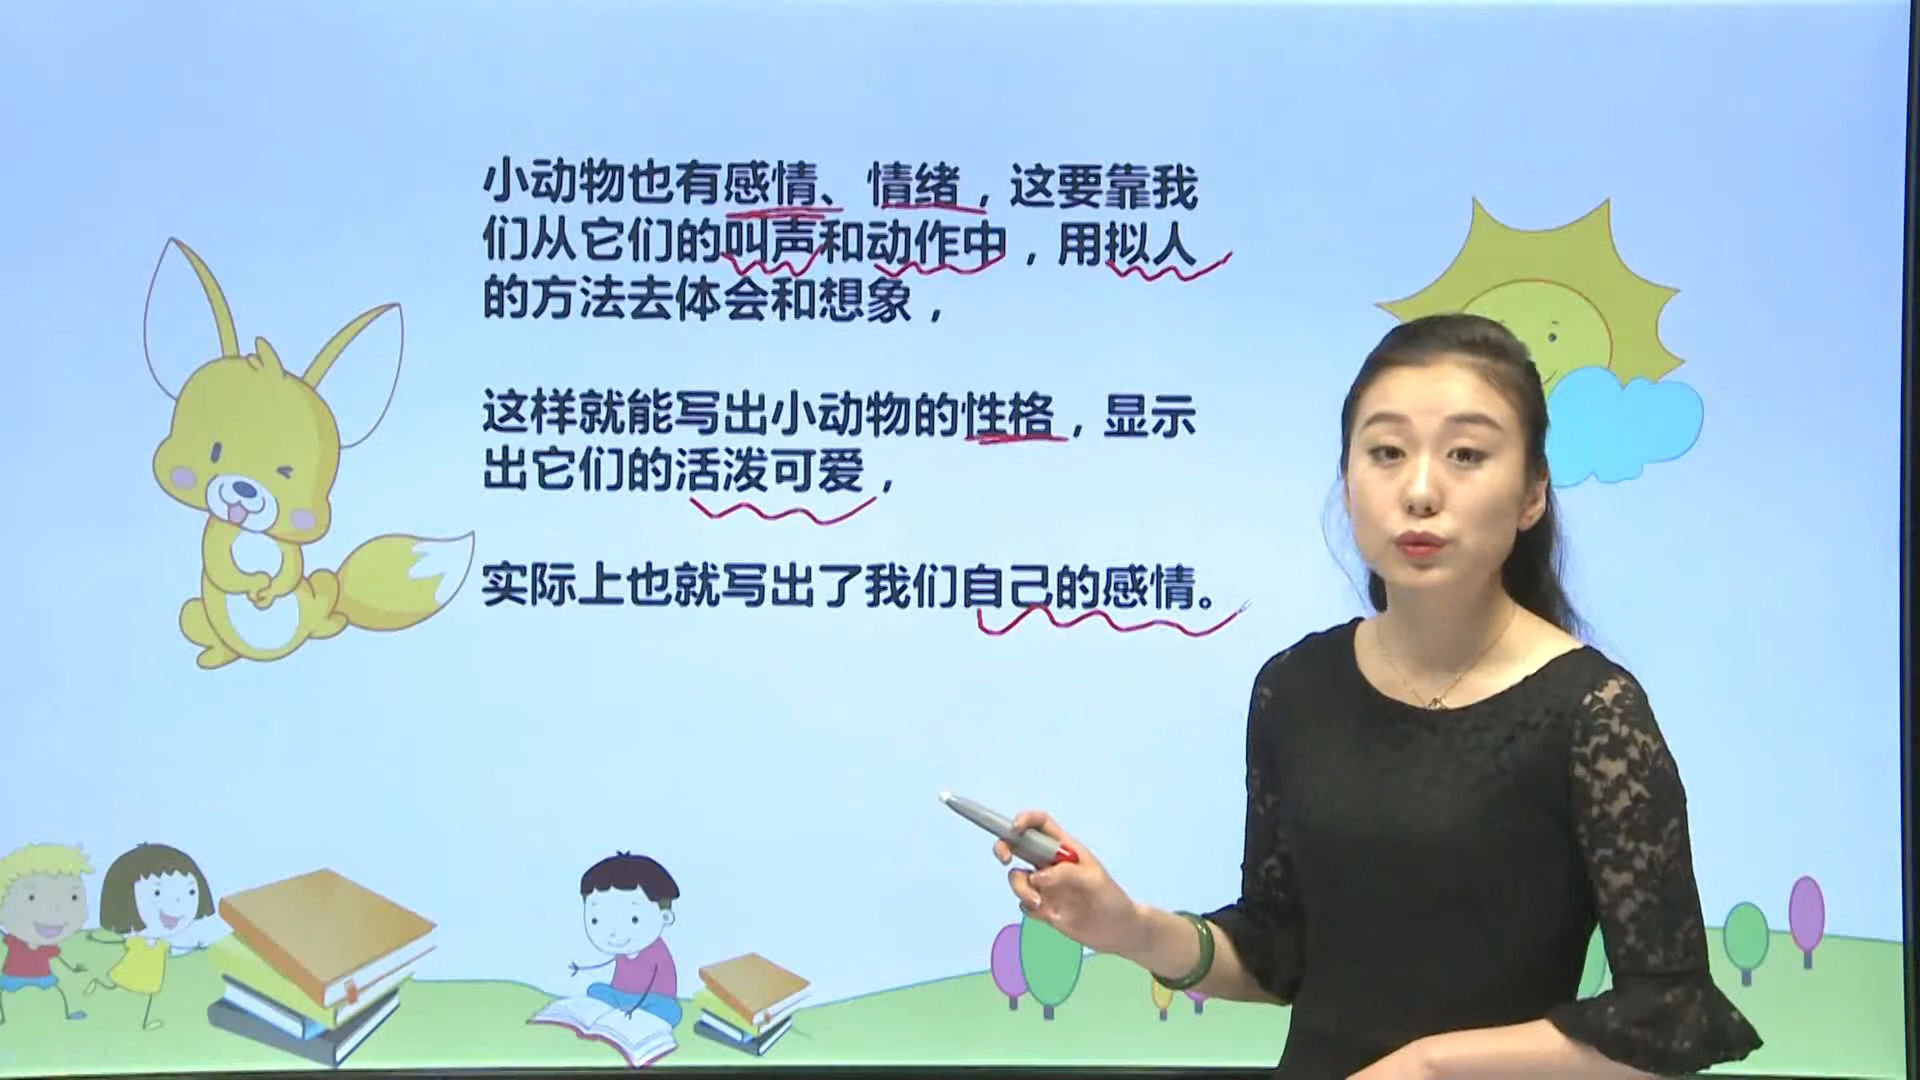 小动物也有感情、情绪，这要靠我
们从它们的叫声和动作中，用拟人
的方法去体会和想象，
这样就能写出小动物的性格，显示
出它们的活泼可爱，
实际上也就写出了我们自己的感情。